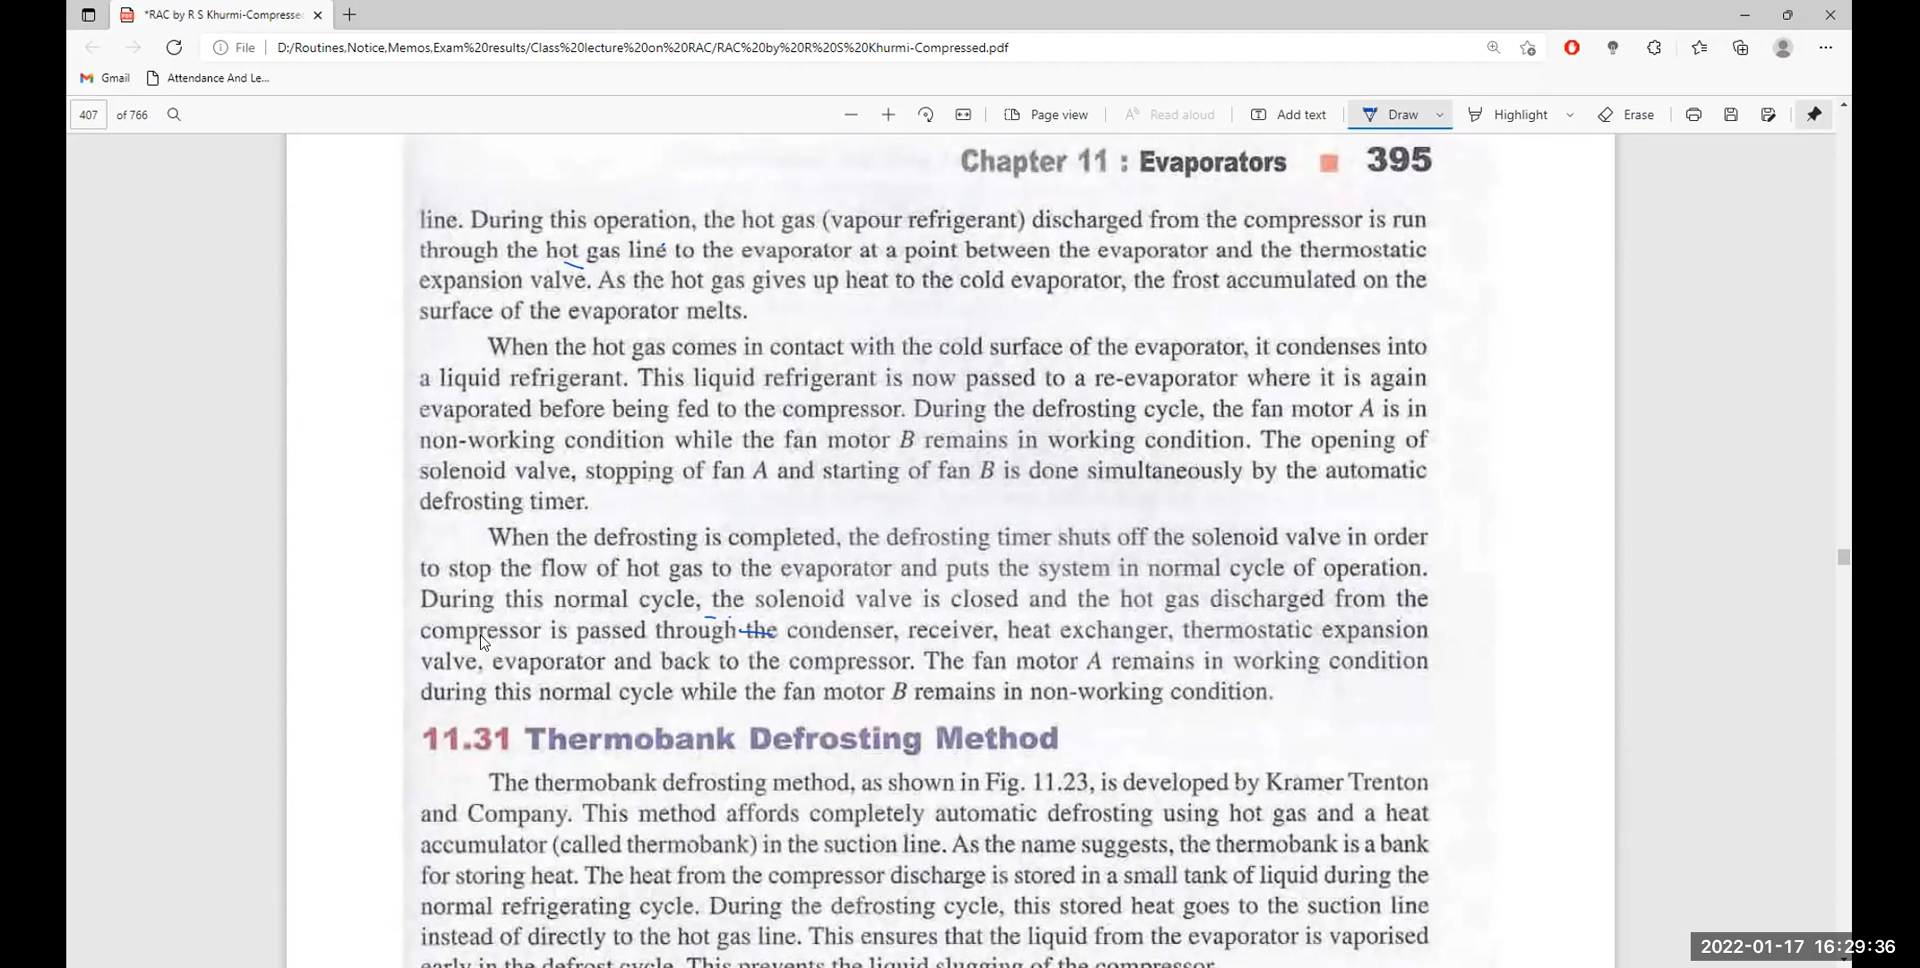 *RAC by R S Khurmi-Compresse
File D:/Routines,Notice,Memos,Exam%20results/Class%20lecture%20on%20RAC/RAC%20by%20R%20S%20Khurmi-Compressed.pdf
Gmail Attendance And Le...
407 of 766 Page view Read aloud Add text Draw Highlight Erase
Chapter 11 : Evaporators 395
line. During this operation, the hot gas (vapour refrigerant) discharged from the compressor is run
through the hot gas line to the evaporator at a point between the evaporator and the thermostatic
expansion valve. As the hot gas gives up heat to the cold evaporator, the frost accumulated on the
surface of the evaporator melts.
When the hot gas comes in contact with the cold surface of the evaporator, it condenses into
a liquid refrigerant. This liquid refrigerant is now passed to a re-evaporator where it is again
evaporated before being fed to the compressor. During the defrosting cycle, the fan motor A is in
non-working condition while the fan motor B remains in working condition. The opening of
solenoid valve, stopping of fan A and starting of fan B is done simultaneously by the automatic
defrosting timer.
When the defrosting is completed, the defrosting timer shuts off the solenoid valve in order
to stop the flow of hot gas to the evaporator and puts the system in normal cycle of operation.
During this normal cycle, the solenoid valve is closed and the hot gas discharged from the
compressor is passed through the condenser, receiver, heat exchanger, thermostatic expansion
valve, evaporator and back to the compressor. The fan motor A remains in working condition
during this normal cycle while the fan motor B remains in non-working condition.
11.31 Thermobank Defrosting Method
The thermobank defrosting method, as shown in Fig. 11.23, is developed by Kramer Trenton
and Company. This method affords completely automatic defrosting using hot gas and a heat
accumulator (called thermobank) in the suction line. As the name suggests, the thermobank is a bank
for storing heat. The heat from the compressor discharge is stored in a small tank of liquid during the
normal refrigerating cycle. During the defrosting cycle, this stored heat goes to the suction line
instead of directly to the hot gas line. This ensures that the liquid from the evaporator is vaporised
early in the defrost cycle. This prevents the liquid slugging of the compressor.
2022-01-17 16:29:36